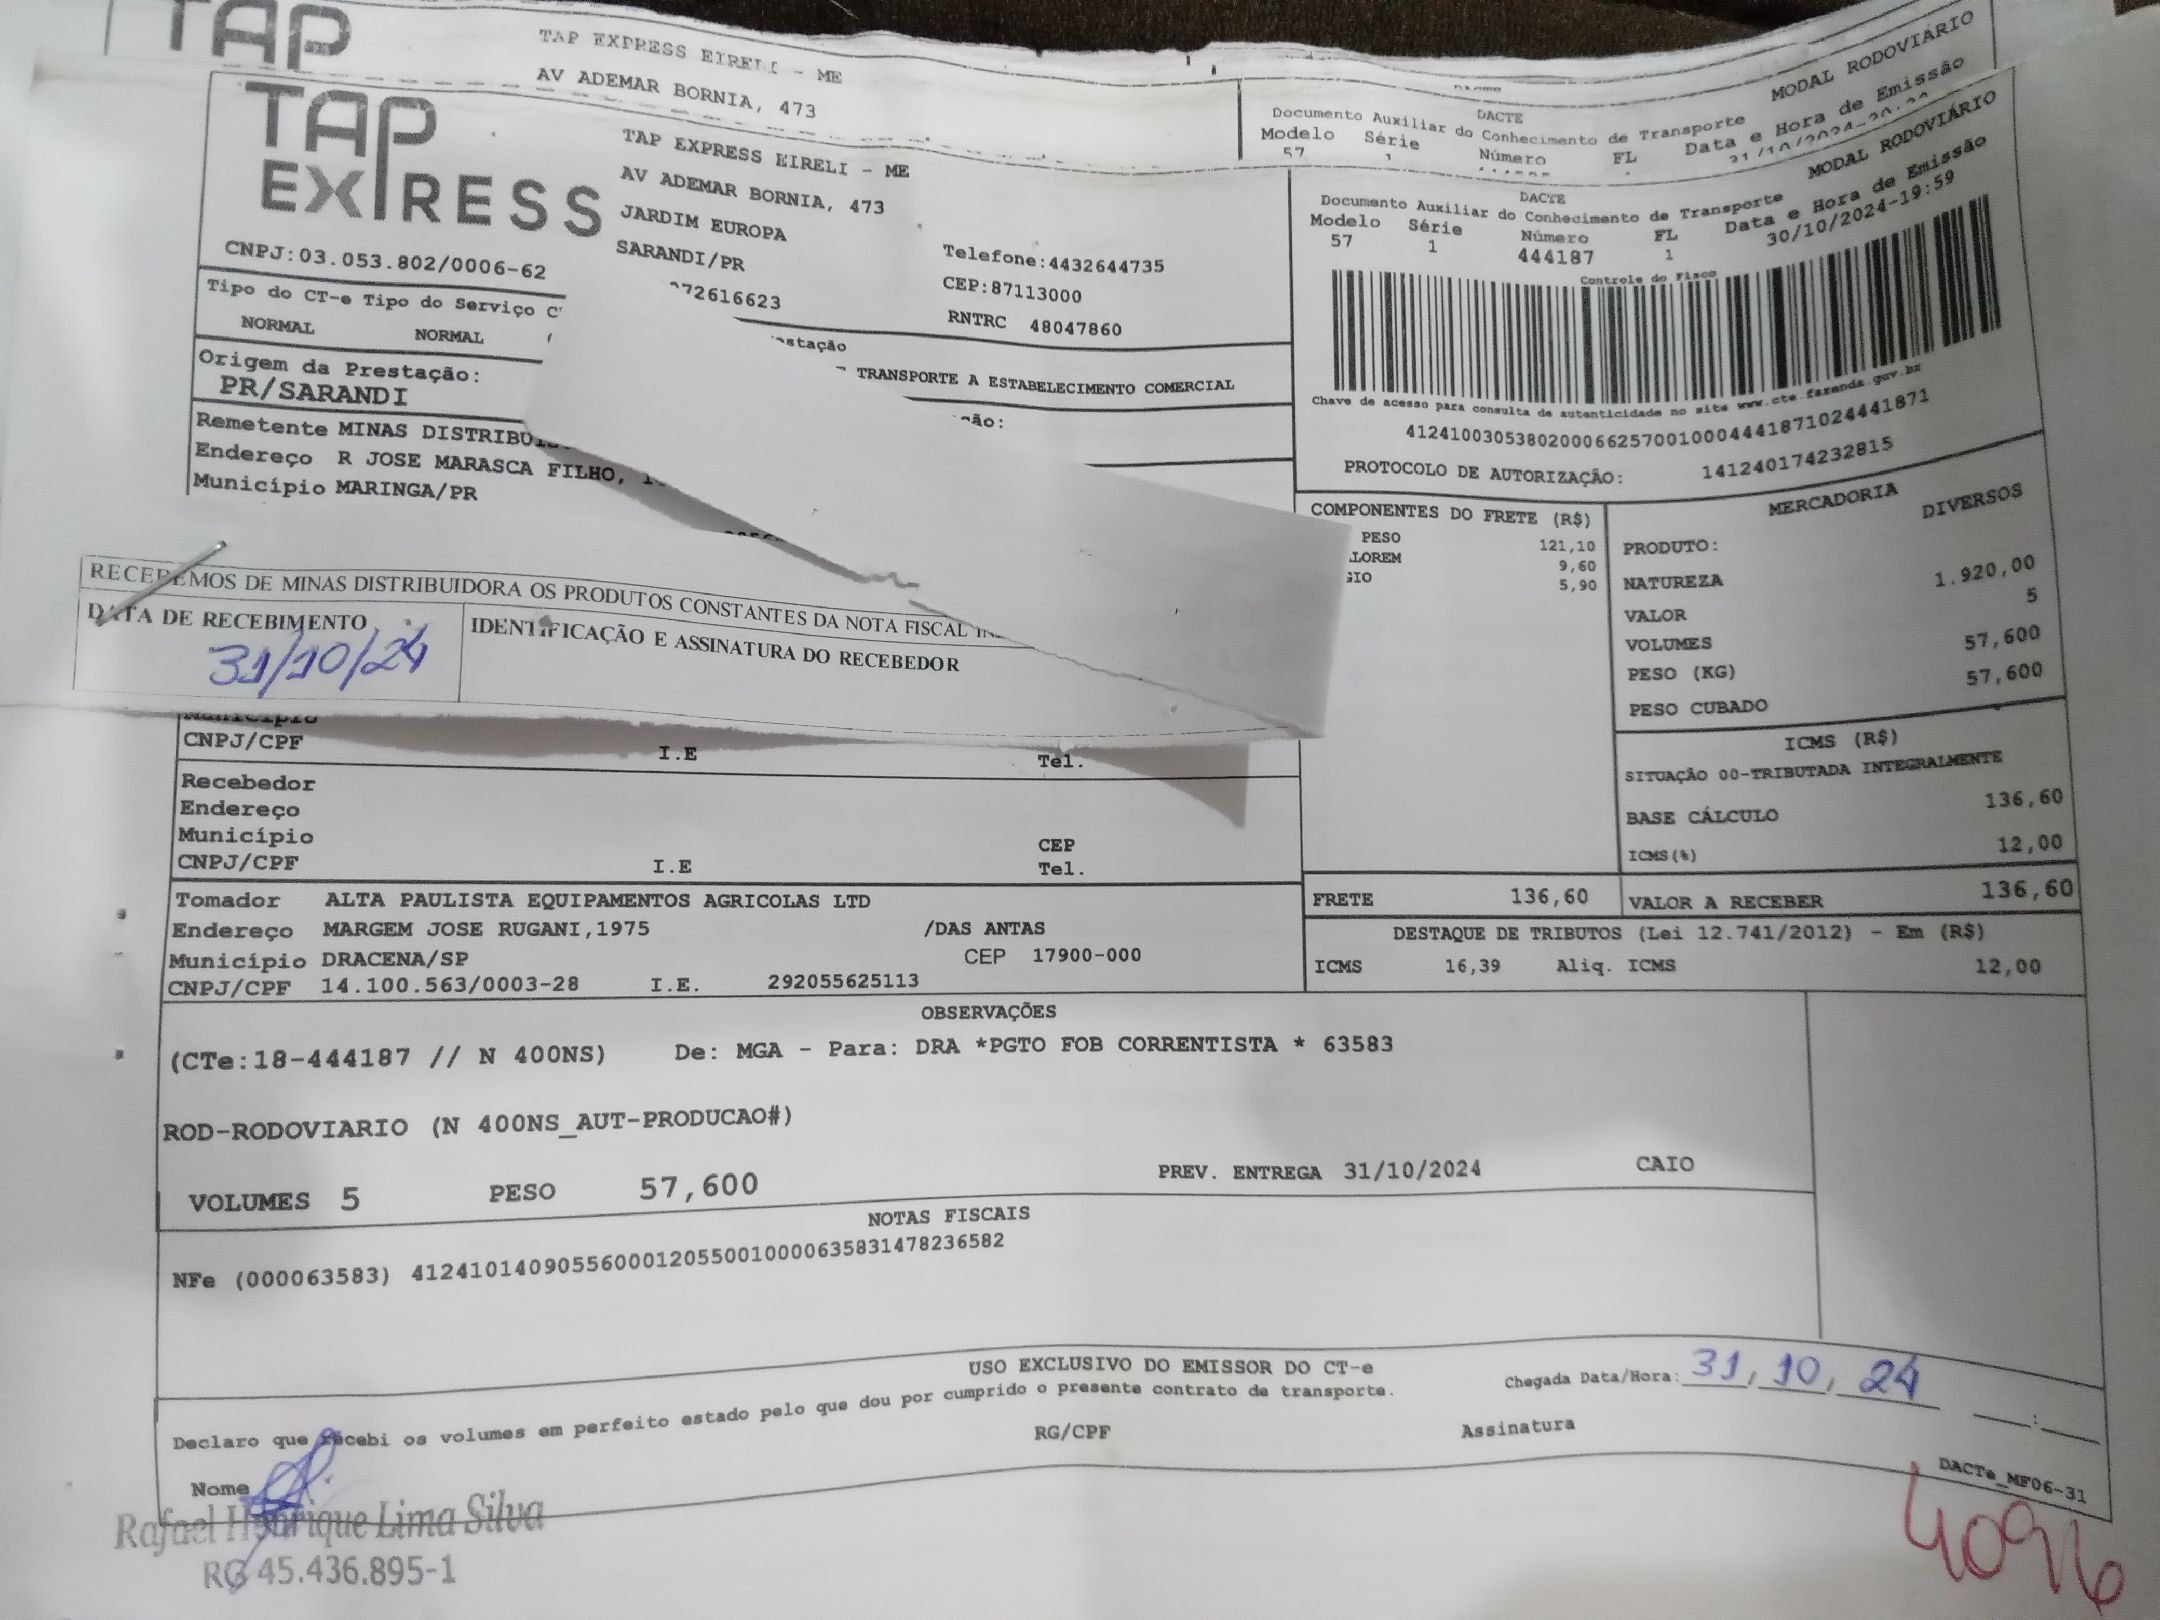 TAP
TAP EXPRESS EIRELI - ME
AV ADEMAR BORNIA, 473
MODAL RODOVIÁRIO
DACTE
Documento Auxiliar do Conhecimento de Transporte
Modelo Série Número FL Data e Hora de Emissão
57 1
TAP
EXPRESS
CNPJ:03.053.802/0006-62
TAP EXPRESS EIRELI - ME
AV ADEMAR BORNIA, 473
JARDIM EUROPA
SARANDI/PR
72616623
Telefone:4432644735
CEP:87113000
RNTRC 48047860
MODAL RODOVIÁRIO
DACTE
Documento Auxiliar do Conhecimento de Transporte
Modelo Série Número FL Data e Hora de Emissão
57 1 444187 1 30/10/2024-19:59
Controle do Fisco
Chave de acesso para consulta de autenticidade no site www.cte.fazenda.gov.br
41241003053802000662570010004441871024441871
PROTOCOLO DE AUTORIZAÇÃO: 141240174232815
Tipo do CT-e Tipo do Serviço
NORMAL NORMAL
stação
TRANSPORTE A ESTABELECIMENTO COMERCIAL
Origem da Prestação:
PR/SARANDI
ão:
Remetente MINAS DISTRIBU
Endereço R JOSE MARASCA FILHO,
Município MARINGA/PR
RECEBEMOS DE MINAS DISTRIBUIDORA OS PRODUTOS CONSTANTES DA NOTA FISCAL
DATA DE RECEBIMENTO
31/10/24
IDENTIFICAÇÃO E ASSINATURA DO RECEBEDOR
COMPONENTES DO FRETE (R$)
PESO 121,10
LOREM 9,60
GIO 5,90
MERCADORIA
PRODUTO: DIVERSOS
NATUREZA
VALOR 1.920,00
VOLUMES 5
PESO (KG) 57,600
PESO CUBADO 57,600
ICMS (R$)
SITUAÇÃO 00-TRIBUTADA INTEGRALMENTE
BASE CÁLCULO 136,60
ICMS(%) 12,00
Município
CNPJ/CPF I.E Tel.
Recebedor
Endereço
Município CEP
CNPJ/CPF I.E Tel.
FRETE 136,60 VALOR A RECEBER 136,60
Tomador ALTA PAULISTA EQUIPAMENTOS AGRICOLAS LTD
Endereço MARGEM JOSE RUGANI,1975 /DAS ANTAS
Município DRACENA/SP CEP 17900-000
CNPJ/CPF 14.100.563/0003-28 I.E. 292055625113
DESTAQUE DE TRIBUTOS (Lei 12.741/2012) - Em (R$)
ICMS 16,39 Aliq. ICMS 12,00
OBSERVAÇÕES
(CTe:18-444187 // N 400NS) De: MGA - Para: DRA *PGTO FOB CORRENTISTA * 63583
ROD-RODOVIARIO (N 400NS_AUT-PRODUCAO#)
VOLUMES 5 PESO 57,600 PREV. ENTREGA 31/10/2024 CAIO
NOTAS FISCAIS
NFe (000063583) 41241014090556000120550010000635831478236582
USO EXCLUSIVO DO EMISSOR DO CT-e
Declaro que recebi os volumes em perfeito estado pelo que dou por cumprido o presente contrato de transporte.
Chegada Data/Hora: 31, 10, 24
Nome RG/CPF Assinatura
DACTe_MF06-31
Rafael Henrique Lima Silva
RG 45.436.895-1